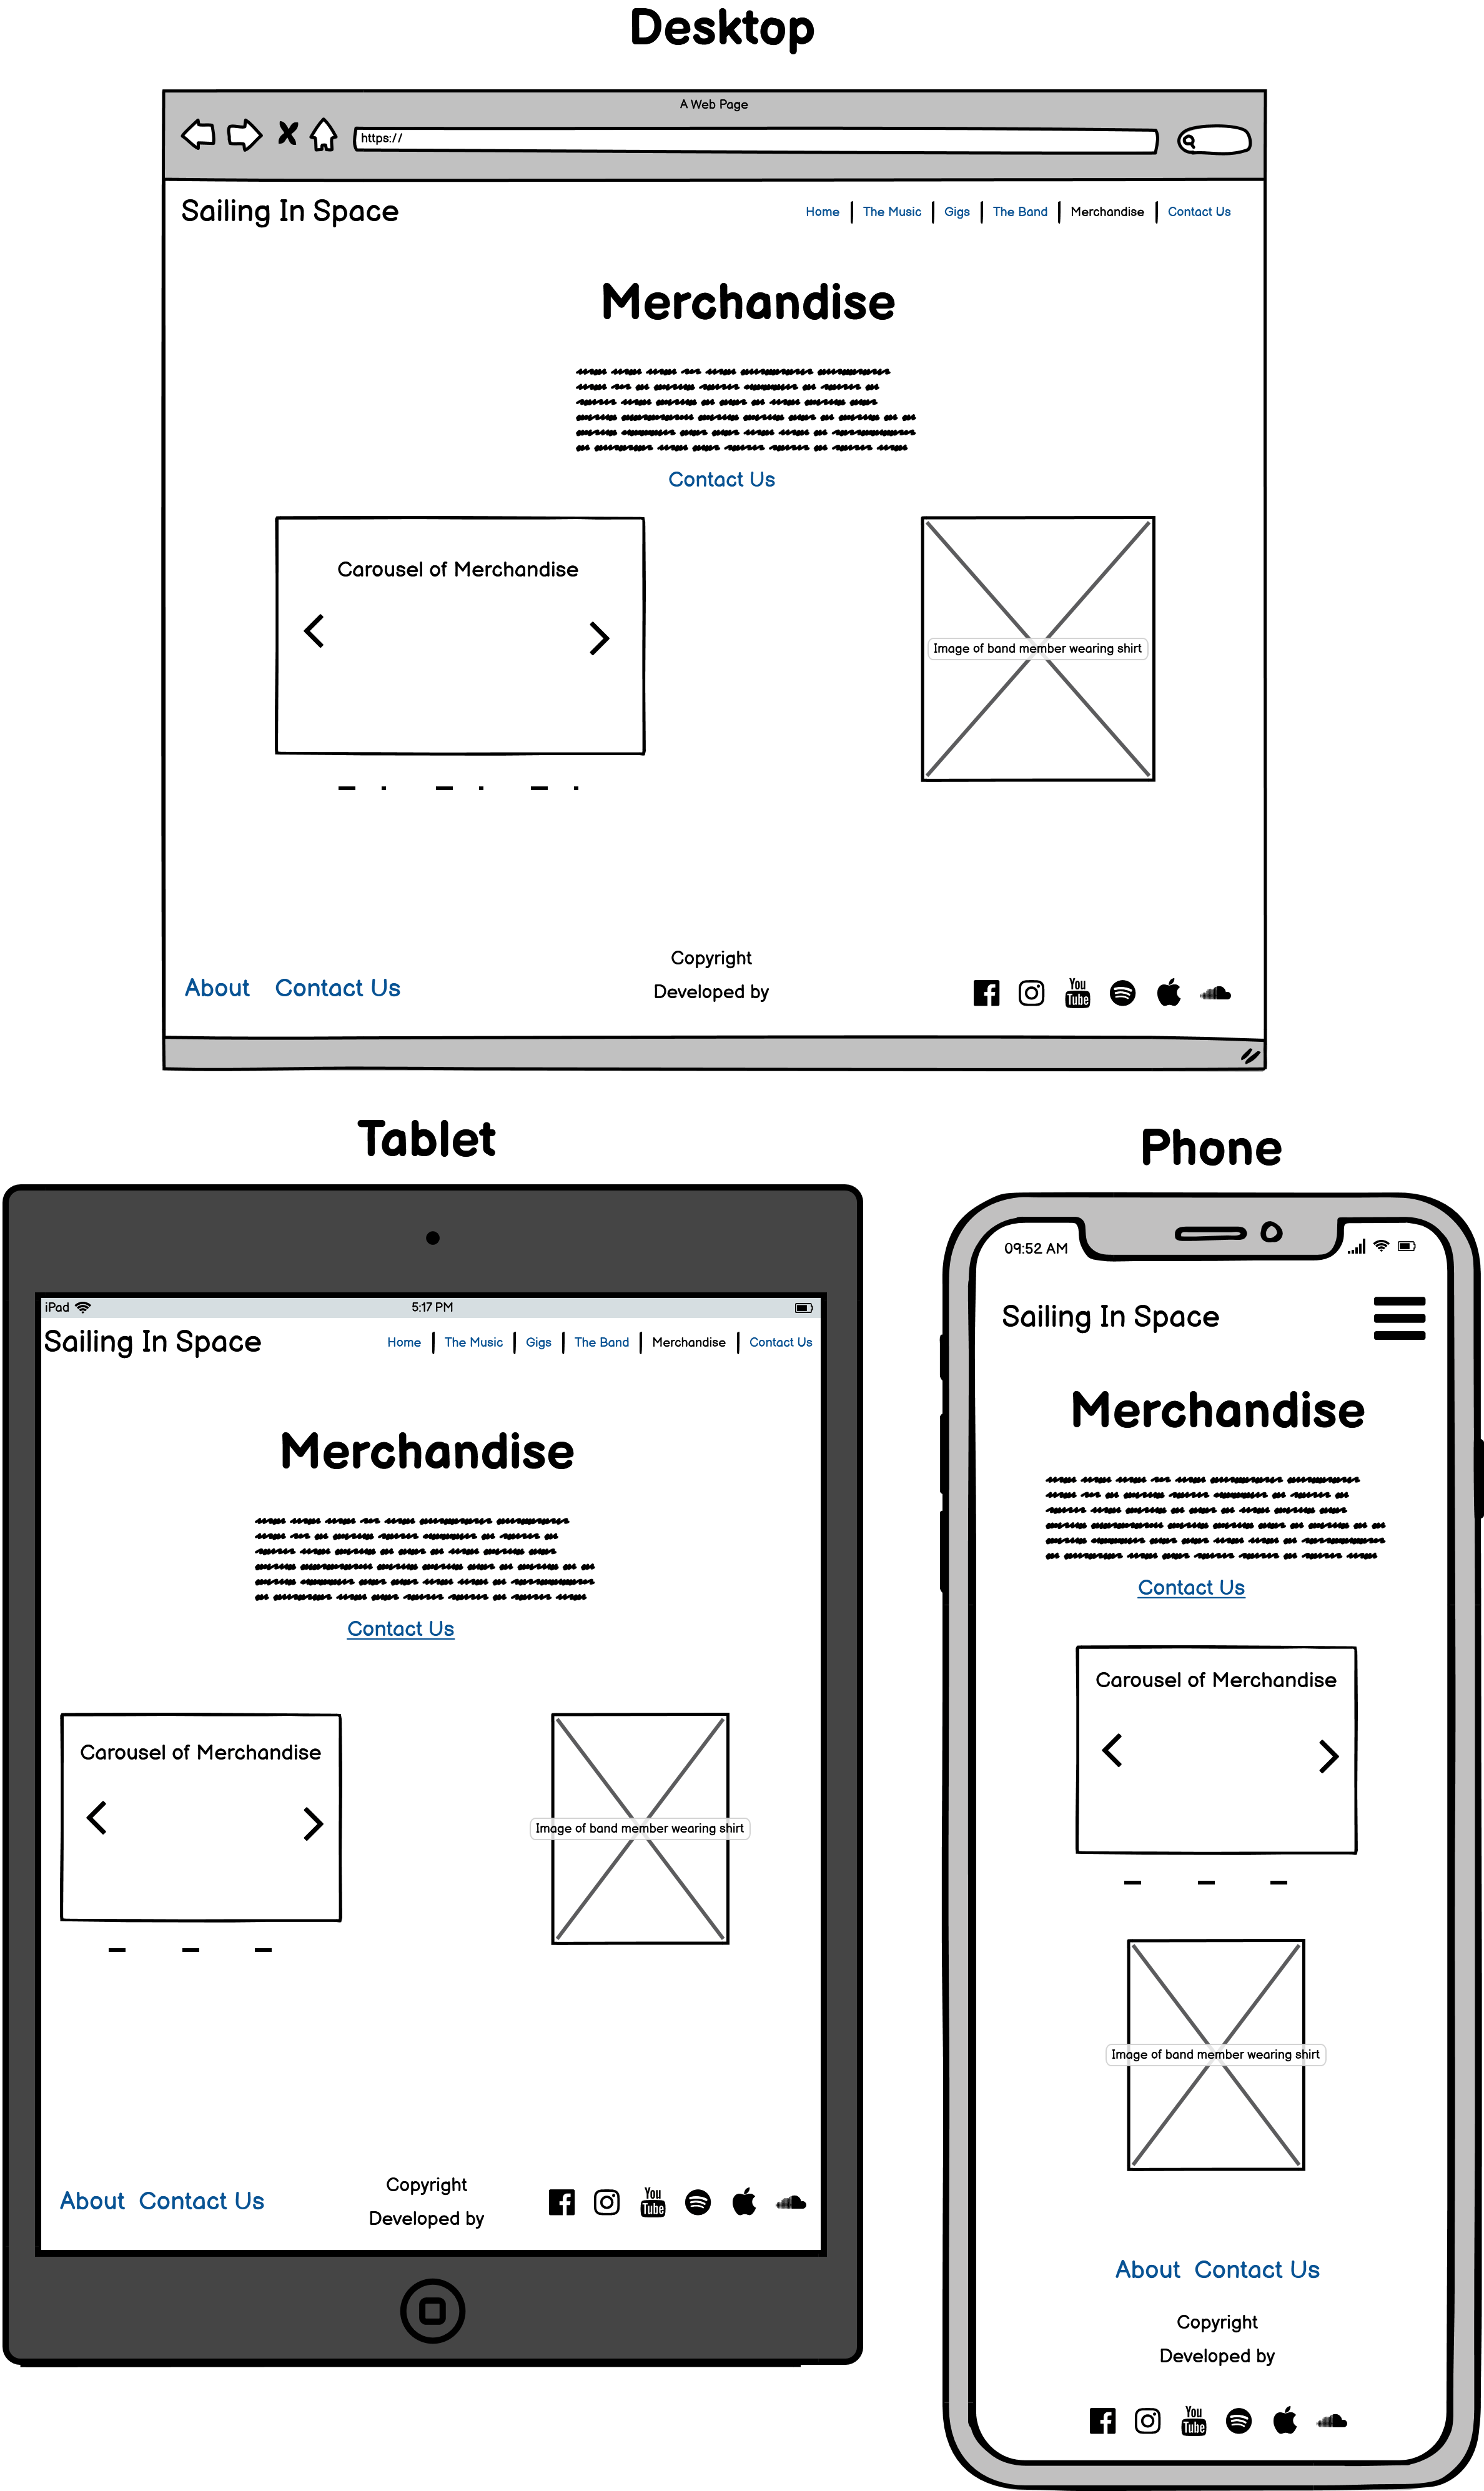 Desktop
A Web Page
https://
Sailing In Space
Home The Music Gigs The Band Merchandise Contact Us
Merchandise
Contact Us
Carousel of Merchandise
Image of band member wearing shirt
Copyright
About Contact Us
Developed by
You
Tube
Tablet
iPad
5:17 PM
Sailing In Space
Home The Music Gigs The Band Merchandise Contact Us
Merchandise
Contact Us
Carousel of Merchandise
Image of band member wearing shirt
Copyright
About Contact Us
Developed by
You
Tube
Phone
09:52 AM
Sailing In Space
Merchandise
Contact Us
Carousel of Merchandise
Image of band member wearing shirt
About Contact Us
Copyright
Developed by
You
Tube